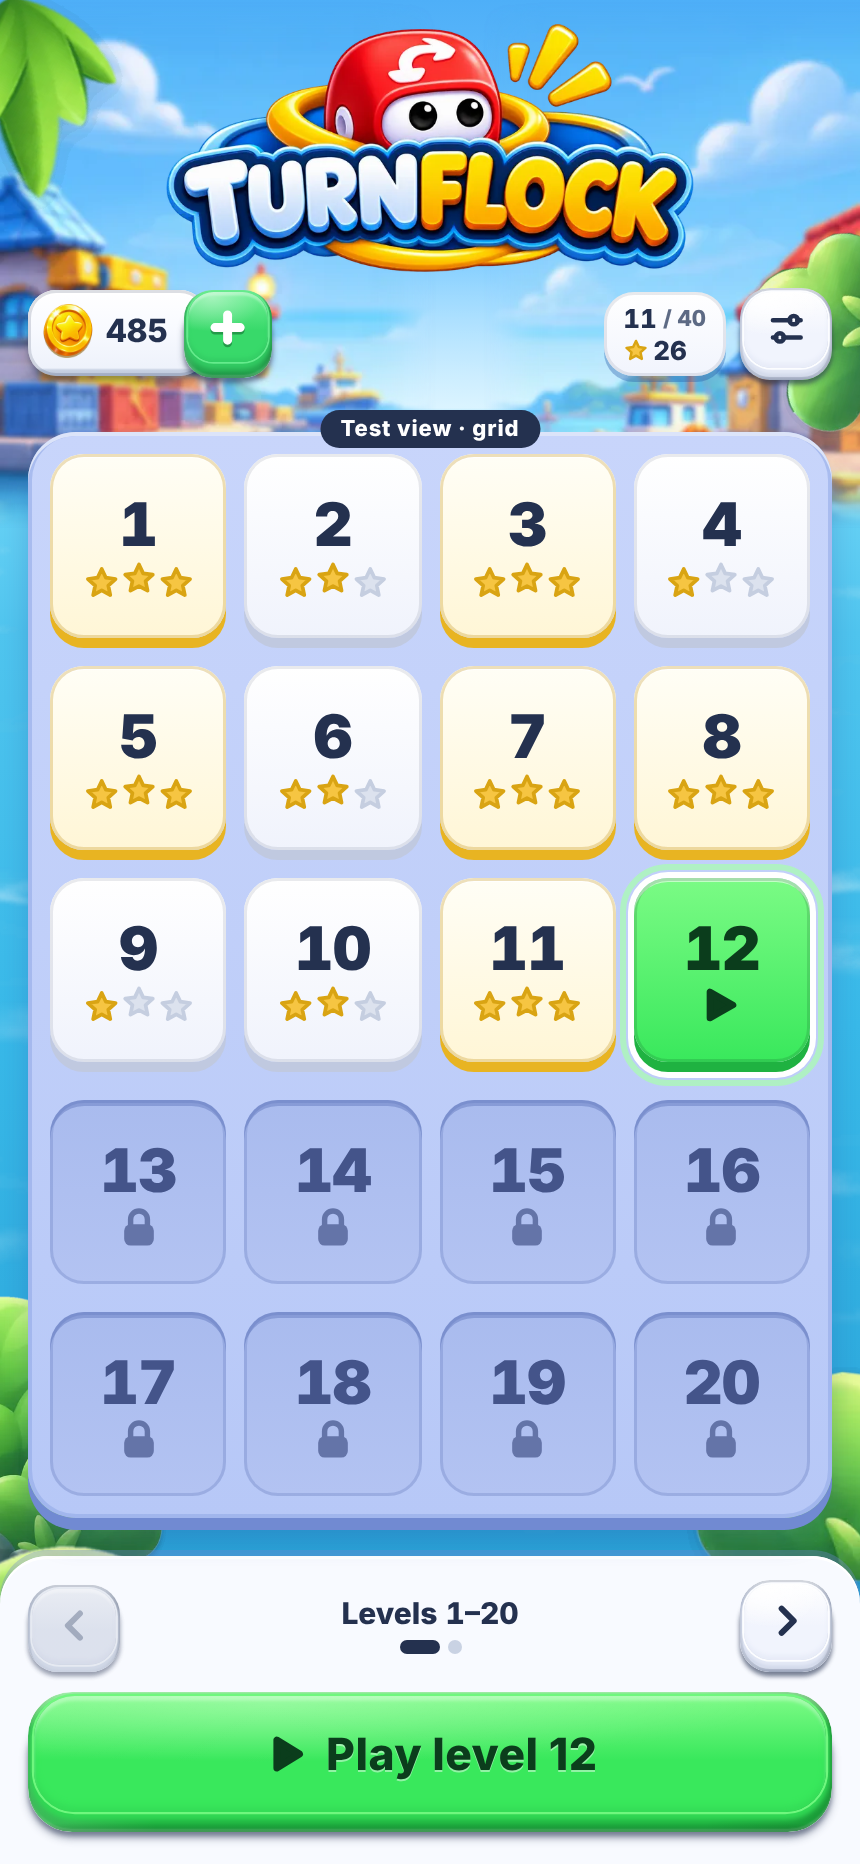 TURNFLOCK
485
11 / 40
26
Test view · grid
1 2 3 4
5 6 7 8
9 10 11 12
13 14 15 16
17 18 19 20
Levels 1–20
Play level 12